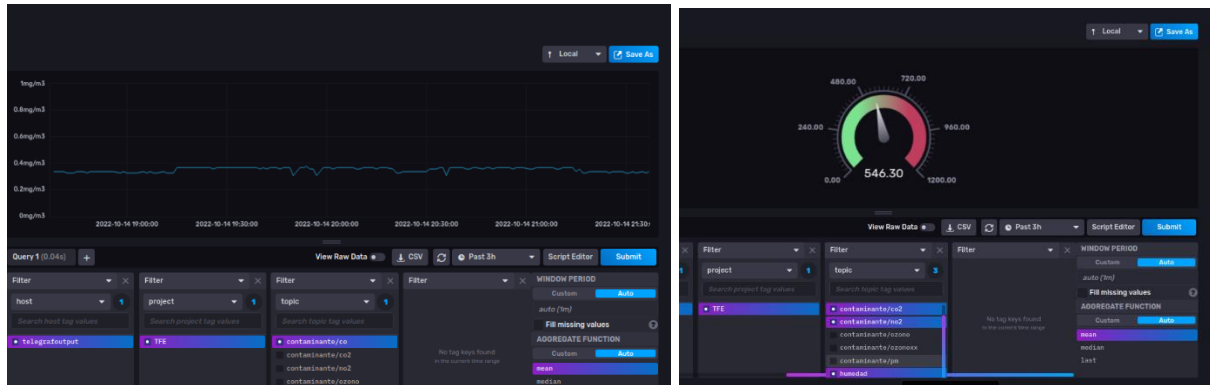 Local
Save As
1mg/m3
0.8mg/m3
0.6mg/m3
0.4mg/m3
0.2mg/m3
0mg/m3
2022-10-14 19:00:00
2022-10-14 19:30:00
2022-10-14 20:00:00
2022-10-14 20:30:00
2022-10-14 21:00:00
2022-10-14 21:30:
Query 1 (0.04s)
+
View Raw Data
CSV
Past 3h
Script Editor
Submit
Filter
host
1
Search host tag values
telegrafoutput
Filter
project
1
Search project tag values
TFE
Filter
topic
1
Search topic tag values
contaminante/co
contaminante/co2
contaminante/no2
contaminante/ozono
Filter
No tag keys found
in the current time range
WINDOW PERIOD
Custom
Auto
auto (1m)
Fill missing values
?
AGGREGATE FUNCTION
Custom
Auto
mean
median
Local
Save As
480.00
720.00
240.00
960.00
0.00
546.30
1200.00
View Raw Data
CSV
Past 3h
Script Editor
Submit
1
Filter
project
1
Search project tag values
TFE
Filter
topic
3
Search topic tag values
contaminante/co2
contaminante/no2
contaminante/ozono
contaminante/ozonoxx
contaminante/pm
humedad
Filter
No tag keys found
in the current time range
WINDOW PERIOD
Custom
Auto
auto (1m)
Fill missing values
?
AGGREGATE FUNCTION
Custom
Auto
mean
median
last